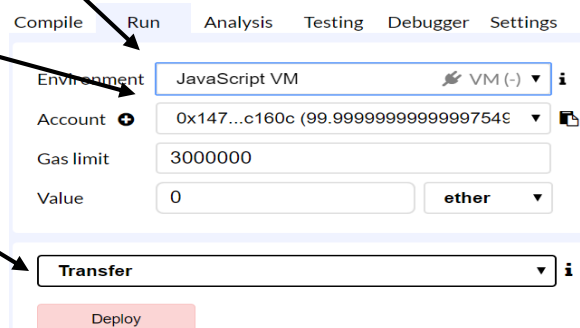 Compile Run Analysis Testing Debugger Settings
Environment JavaScript VM VM (-) i
Account 0x147...c160c (99.99999999999997549
Gas limit 3000000
Value 0 ether
Transfer i
Deploy